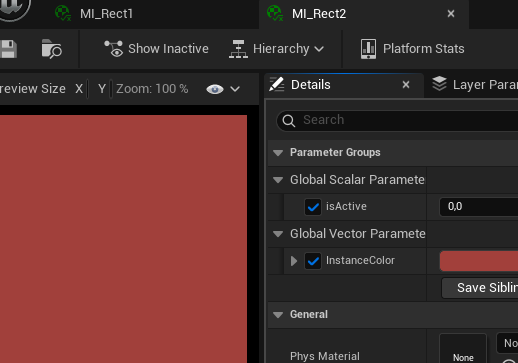 MI_Rect1
MI_Rect2
Show Inactive
Hierarchy
Platform Stats
review Size X Y Zoom: 100 %
Details
Layer Para
Search
Parameter Groups
Global Scalar Paramete
isActive 0,0
Global Vector Paramete
InstanceColor
Save Siblin
General
Phys Material
None
No